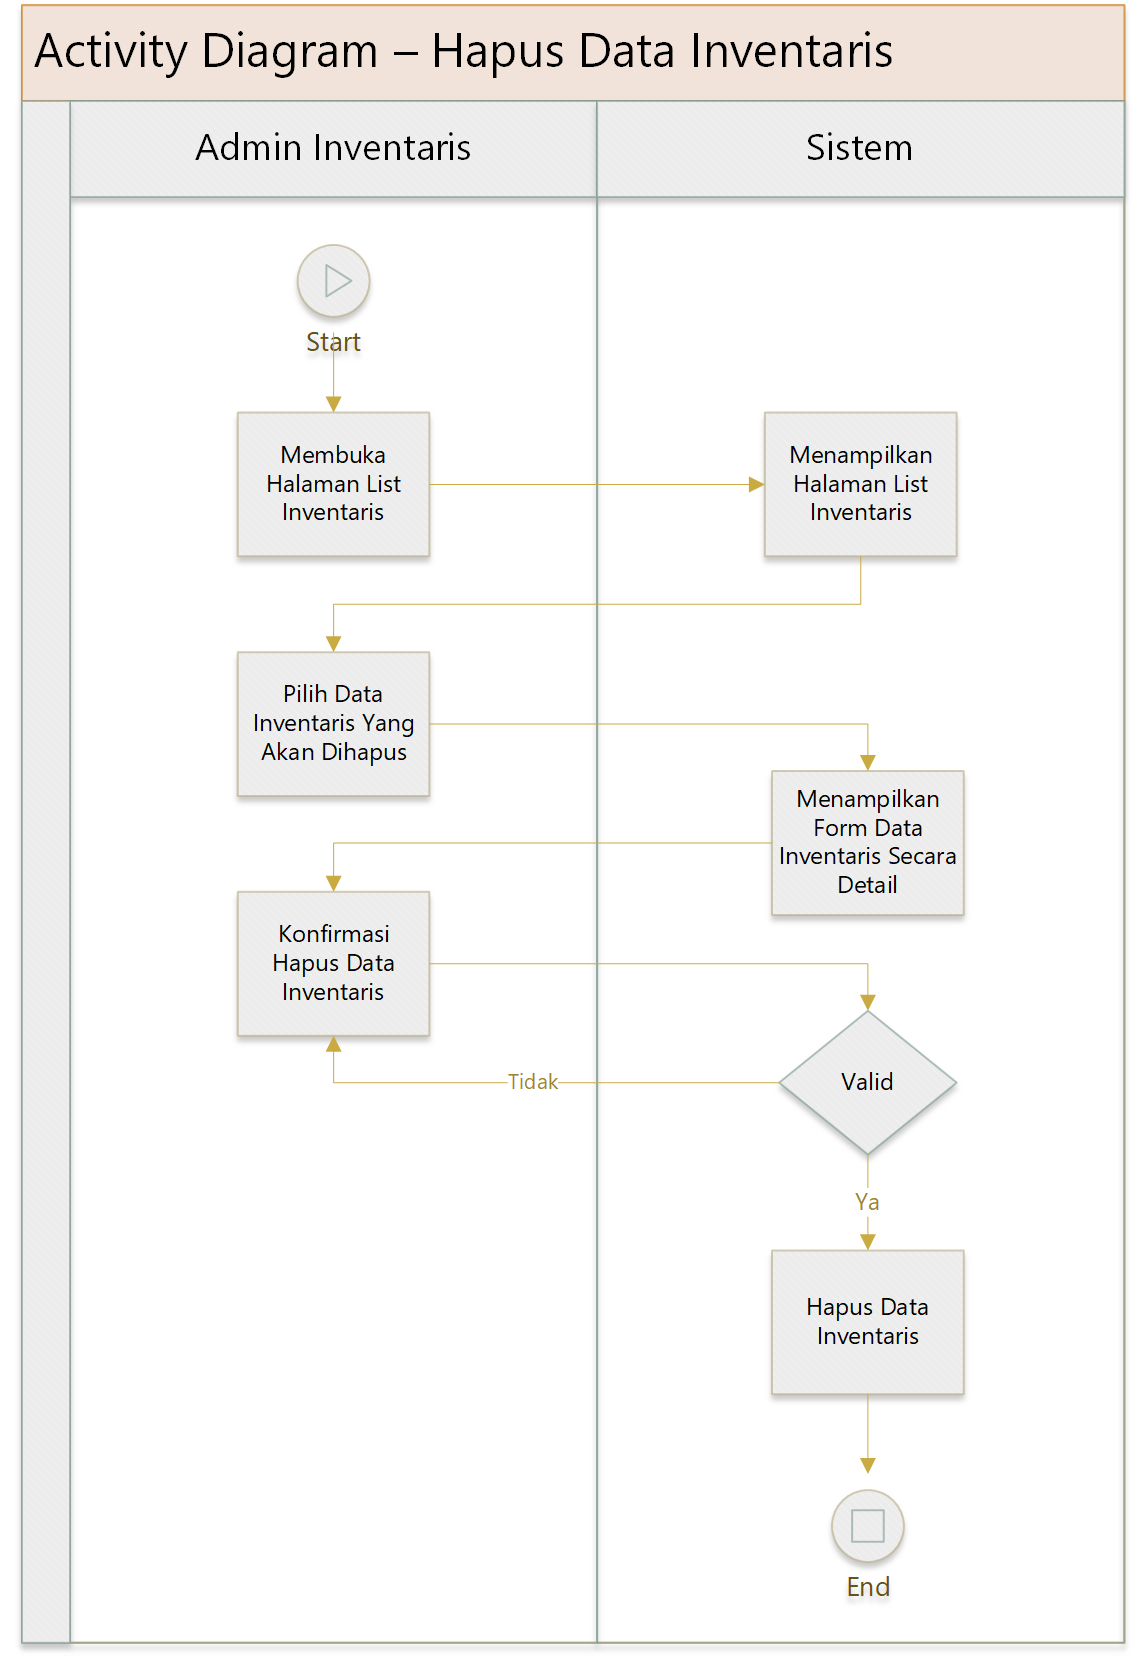 Activity Diagram – Hapus Data Inventaris
Admin Inventaris
Sistem
Start
Membuka
Halaman List
Inventaris
Menampilkan
Halaman List
Inventaris
Pilih Data
Inventaris Yang
Akan Dihapus
Menampilkan
Form Data
Inventaris Secara
Detail
Konfirmasi
Hapus Data
Inventaris
Valid
Tidak
Ya
Hapus Data
Inventaris
End